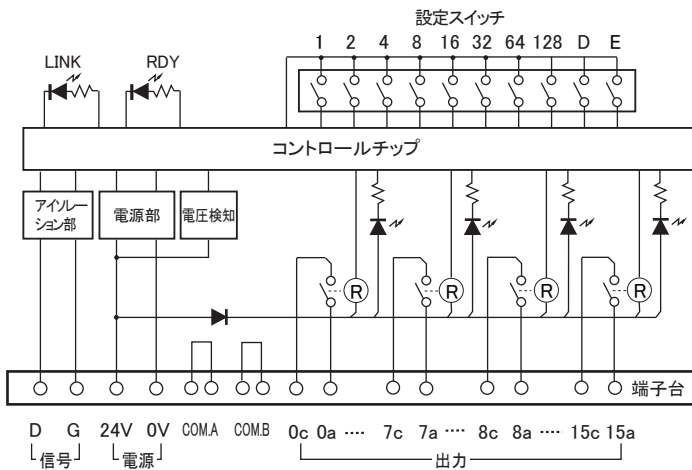 設定スイッチ
1 2 4 8 16 32 64 128 D E
LINK RDY
コントロールチップ
アイソレー
ション部
電源部
電圧検知
R R R R
端子台
D G 24V 0V COM.A COM.B 0c 0a ···· 7c 7a ···· 8c 8a ···· 15c 15a
信号 電源 出力